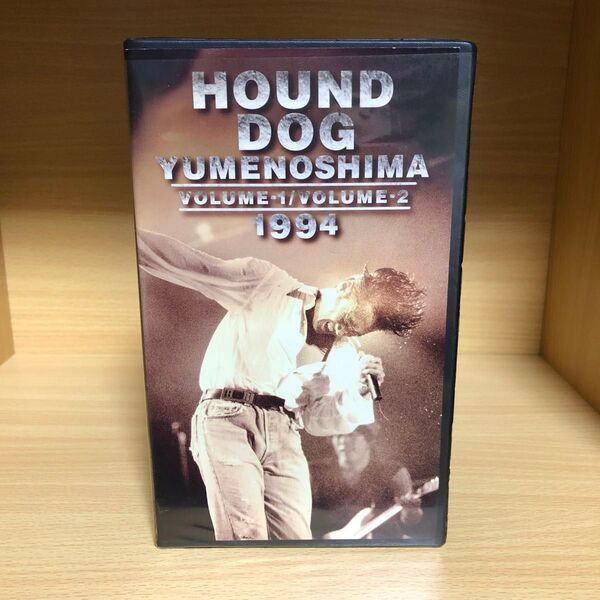 HOUND
DOG
YUMENOSHIMA
VOLUME-1/VOLUME-2
1994